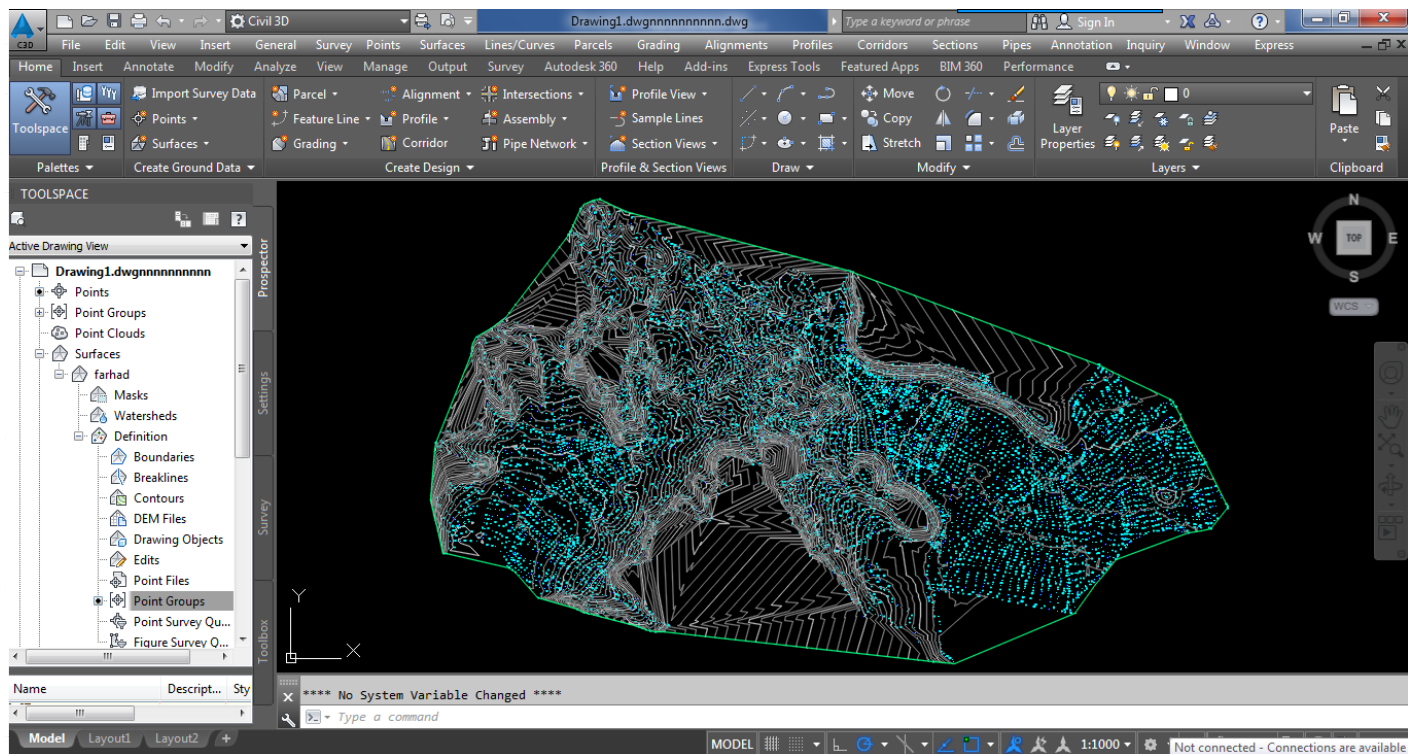 Civil 3D
Drawing1.dwgnnnnnnnnnn.dwg
Type a keyword or phrase
Sign In
C3D
File Edit View Insert General Survey Points Surfaces Lines/Curves Parcels Grading Alignments Profiles Corridors Sections Pipes Annotation Inquiry Window Express
Home Insert Annotate Modify Analyze View Manage Output Survey Autodesk 360 Help Add-ins Express Tools Featured Apps BIM 360 Performance
Import Survey Data Parcel Alignment Intersections Profile View Move 0
Toolspace Points Feature Line Profile Assembly Sample Lines Copy Layer Properties Paste
Surfaces Grading Corridor Pipe Network Section Views Stretch
Palettes Create Ground Data Create Design Profile & Section Views Draw Modify Layers Clipboard
TOOLSPACE
Active Drawing View
Drawing1.dwgnnnnnnnnnn
Points
Point Groups
Point Clouds
Surfaces
farhad
Masks
Watersheds
Definition
Boundaries
Breaklines
Contours
DEM Files
Drawing Objects
Edits
Point Files
Point Groups
Point Survey Qu...
Figure Survey Q...
Name Descript... Sty
Prospector
Settings
Survey
Toolbox
N
W TOP E
S
WCS
Y
X
**** No System Variable Changed ****
Type a command
Model Layout1 Layout2 +
MODEL 1:1000
Not connected - Connections are available